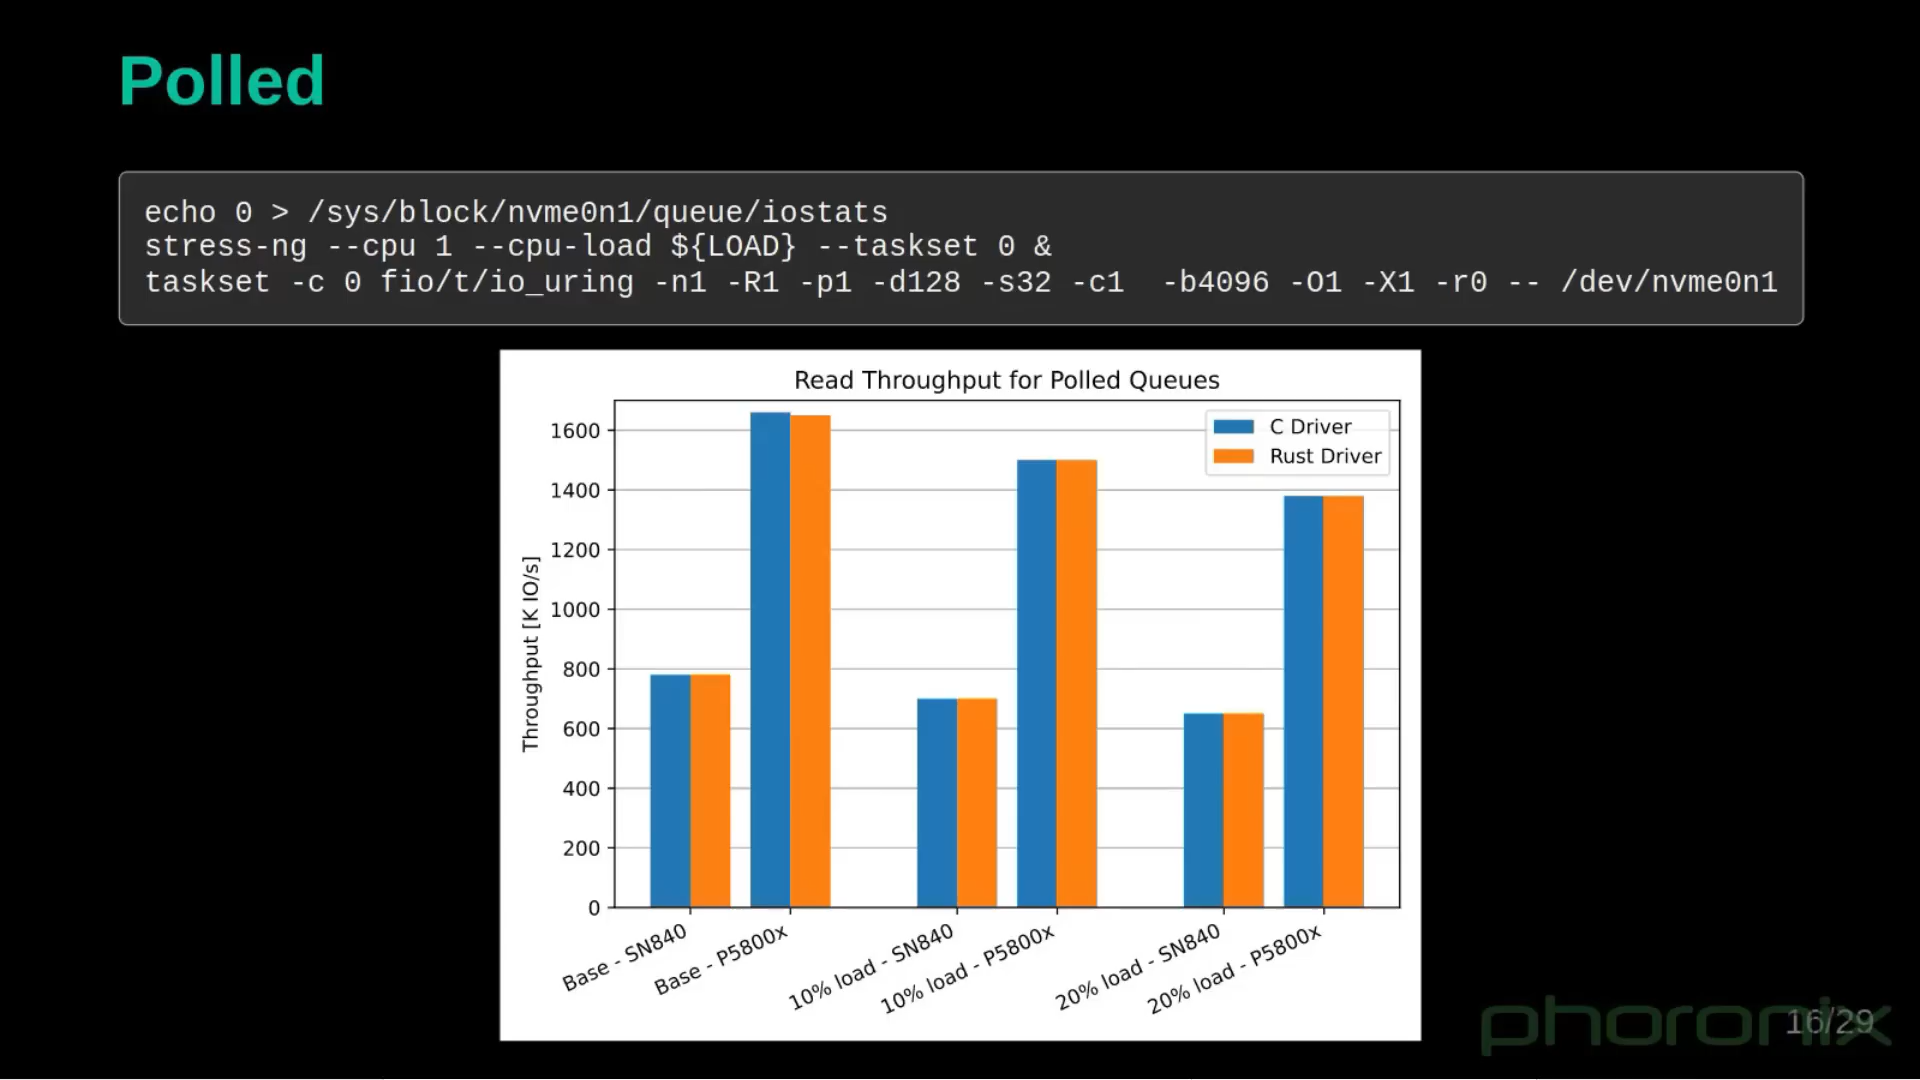 Polled
echo 0 > /sys/block/nvme0n1/queue/iostats
stress-ng --cpu 1 --cpu-load ${LOAD} --taskset 0 &
taskset -c 0 fio/t/io_uring -n1 -R1 -p1 -d128 -s32 -c1  -b4096 -O1 -X1 -r0 -- /dev/nvme0n1
Read Throughput for Polled Queues
C Driver
Rust Driver
Throughput [K IO/s]
1600
1400
1200
1000
800
600
400
200
0
Base - SN840
Base - P5800x
10% load - SN840
10% load - P5800x
20% load - SN840
20% load - P5800x
phoronix
16/29